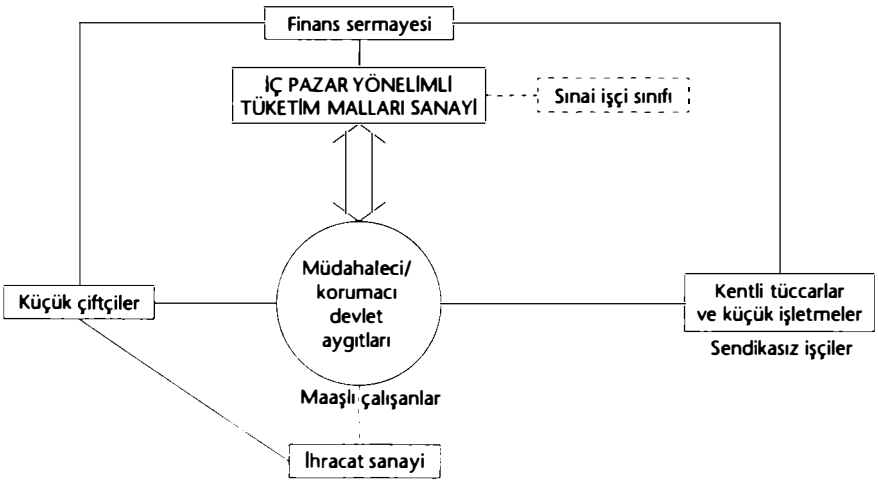 Finans sermayesi
İÇ PAZAR YÖNELİMLİ
TÜKETİM MALLARI SANAYİ
Sınai işçi sınıfı
Müdahaleci/
korumacı
devlet
aygıtları
Küçük çiftçiler
Kentli tüccarlar
ve küçük işletmeler
Sendikasız işçiler
Maaşlı çalışanlar
İhracat sanayi